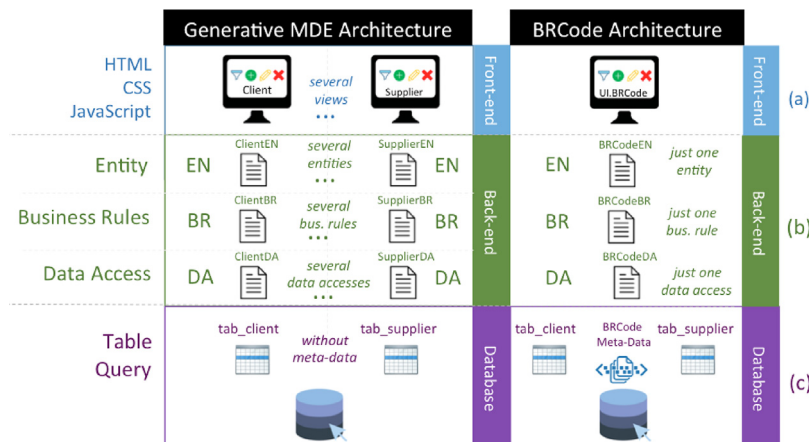 Generative MDE Architecture
BRCode Architecture
HTML
CSS
JavaScript
Client
several
views
...
Supplier
Front-end
UI.BRCode
Front-end
(a)
Entity
EN
ClientEN
several
entities
...
SupplierEN
EN
Back-end
EN
BRCodeEN
just one
entity
Back-end
Business Rules
BR
ClientBR
several
bus. rules
...
SupplierBR
BR
BR
BRCodeBR
just one
bus. rule
(b)
Data Access
DA
ClientDA
several
data accesses
...
SupplierDA
DA
DA
BRCodeDA
just one
data access
Table
Query
tab_client
without
meta-data
tab_supplier
Database
tab_client
BRCode
Meta-Data
tab_supplier
Database
(c)